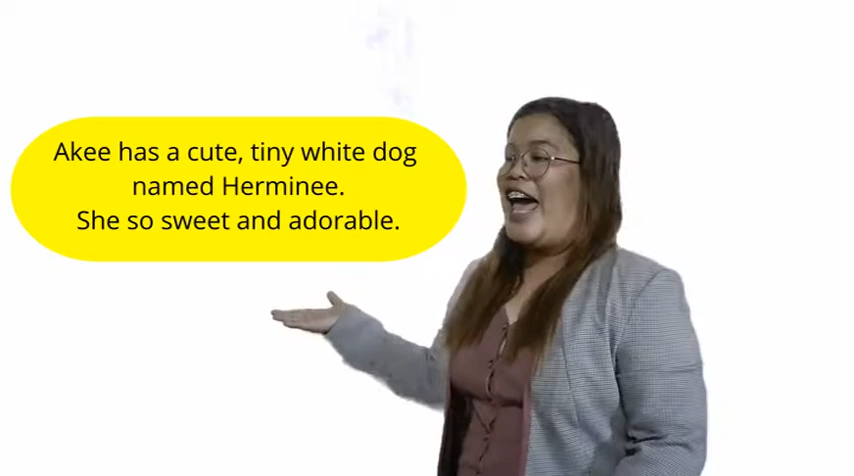 Akee has a cute, tiny white dog
named Herminee.
She so sweet and adorable.